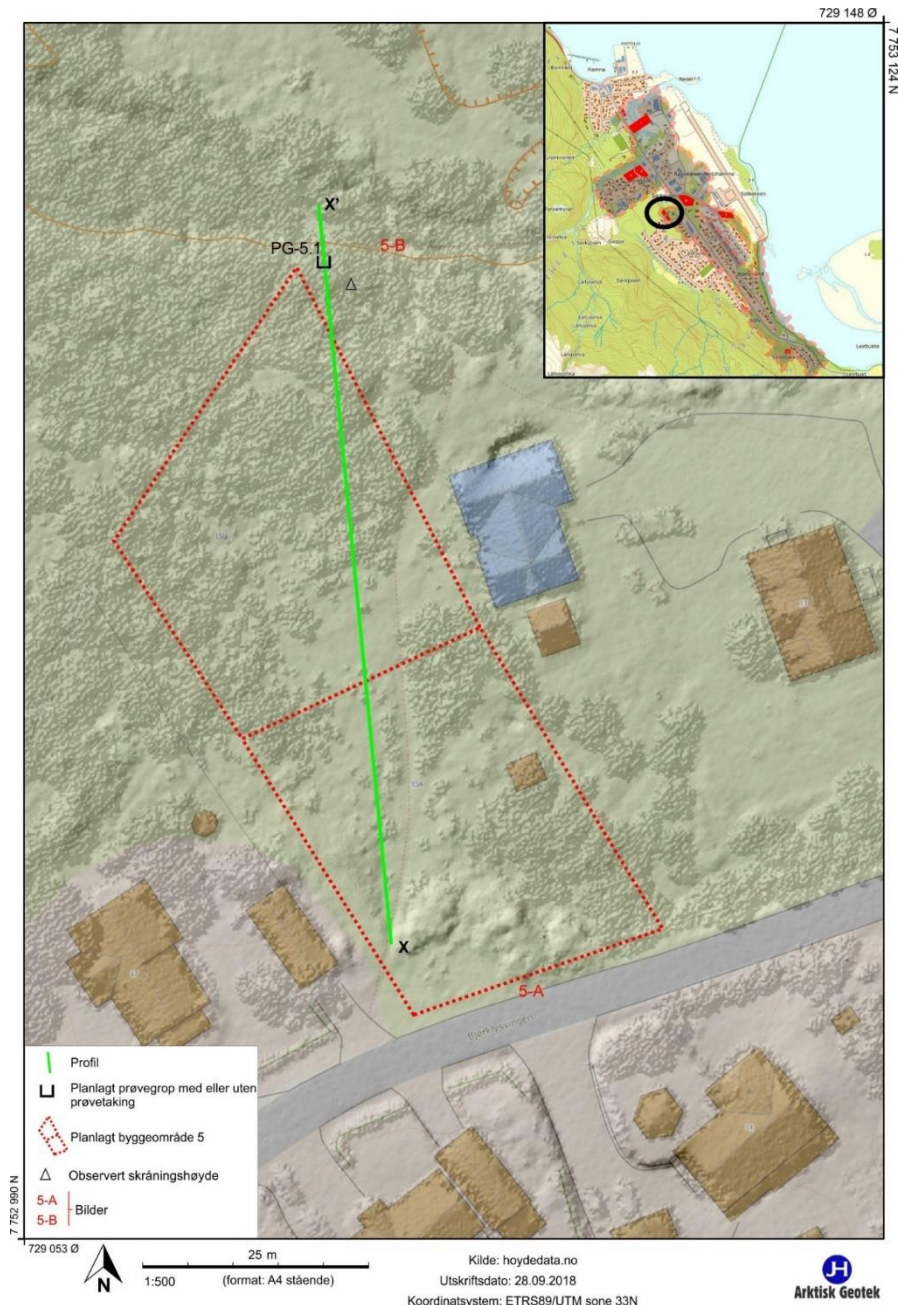 729 148 Ø
7 753 124 N
X'
PG-5.1
5-B
X
5-A
Bjørklysvingen
Profil
Planlagt prøvegrop med eller uten
prøvetaking
Planlagt byggeområde 5
Observert skråningshøyde
5-A
5-B
Bilder
7 752 990 N
729 053 Ø
N
25 m
1:500
(format: A4 stående)
Kilde: hoydedata.no
Utskriftsdato: 28.09.2018
Koordinatsystem: ETRS89/UTM sone 33N
Arktisk Geotek